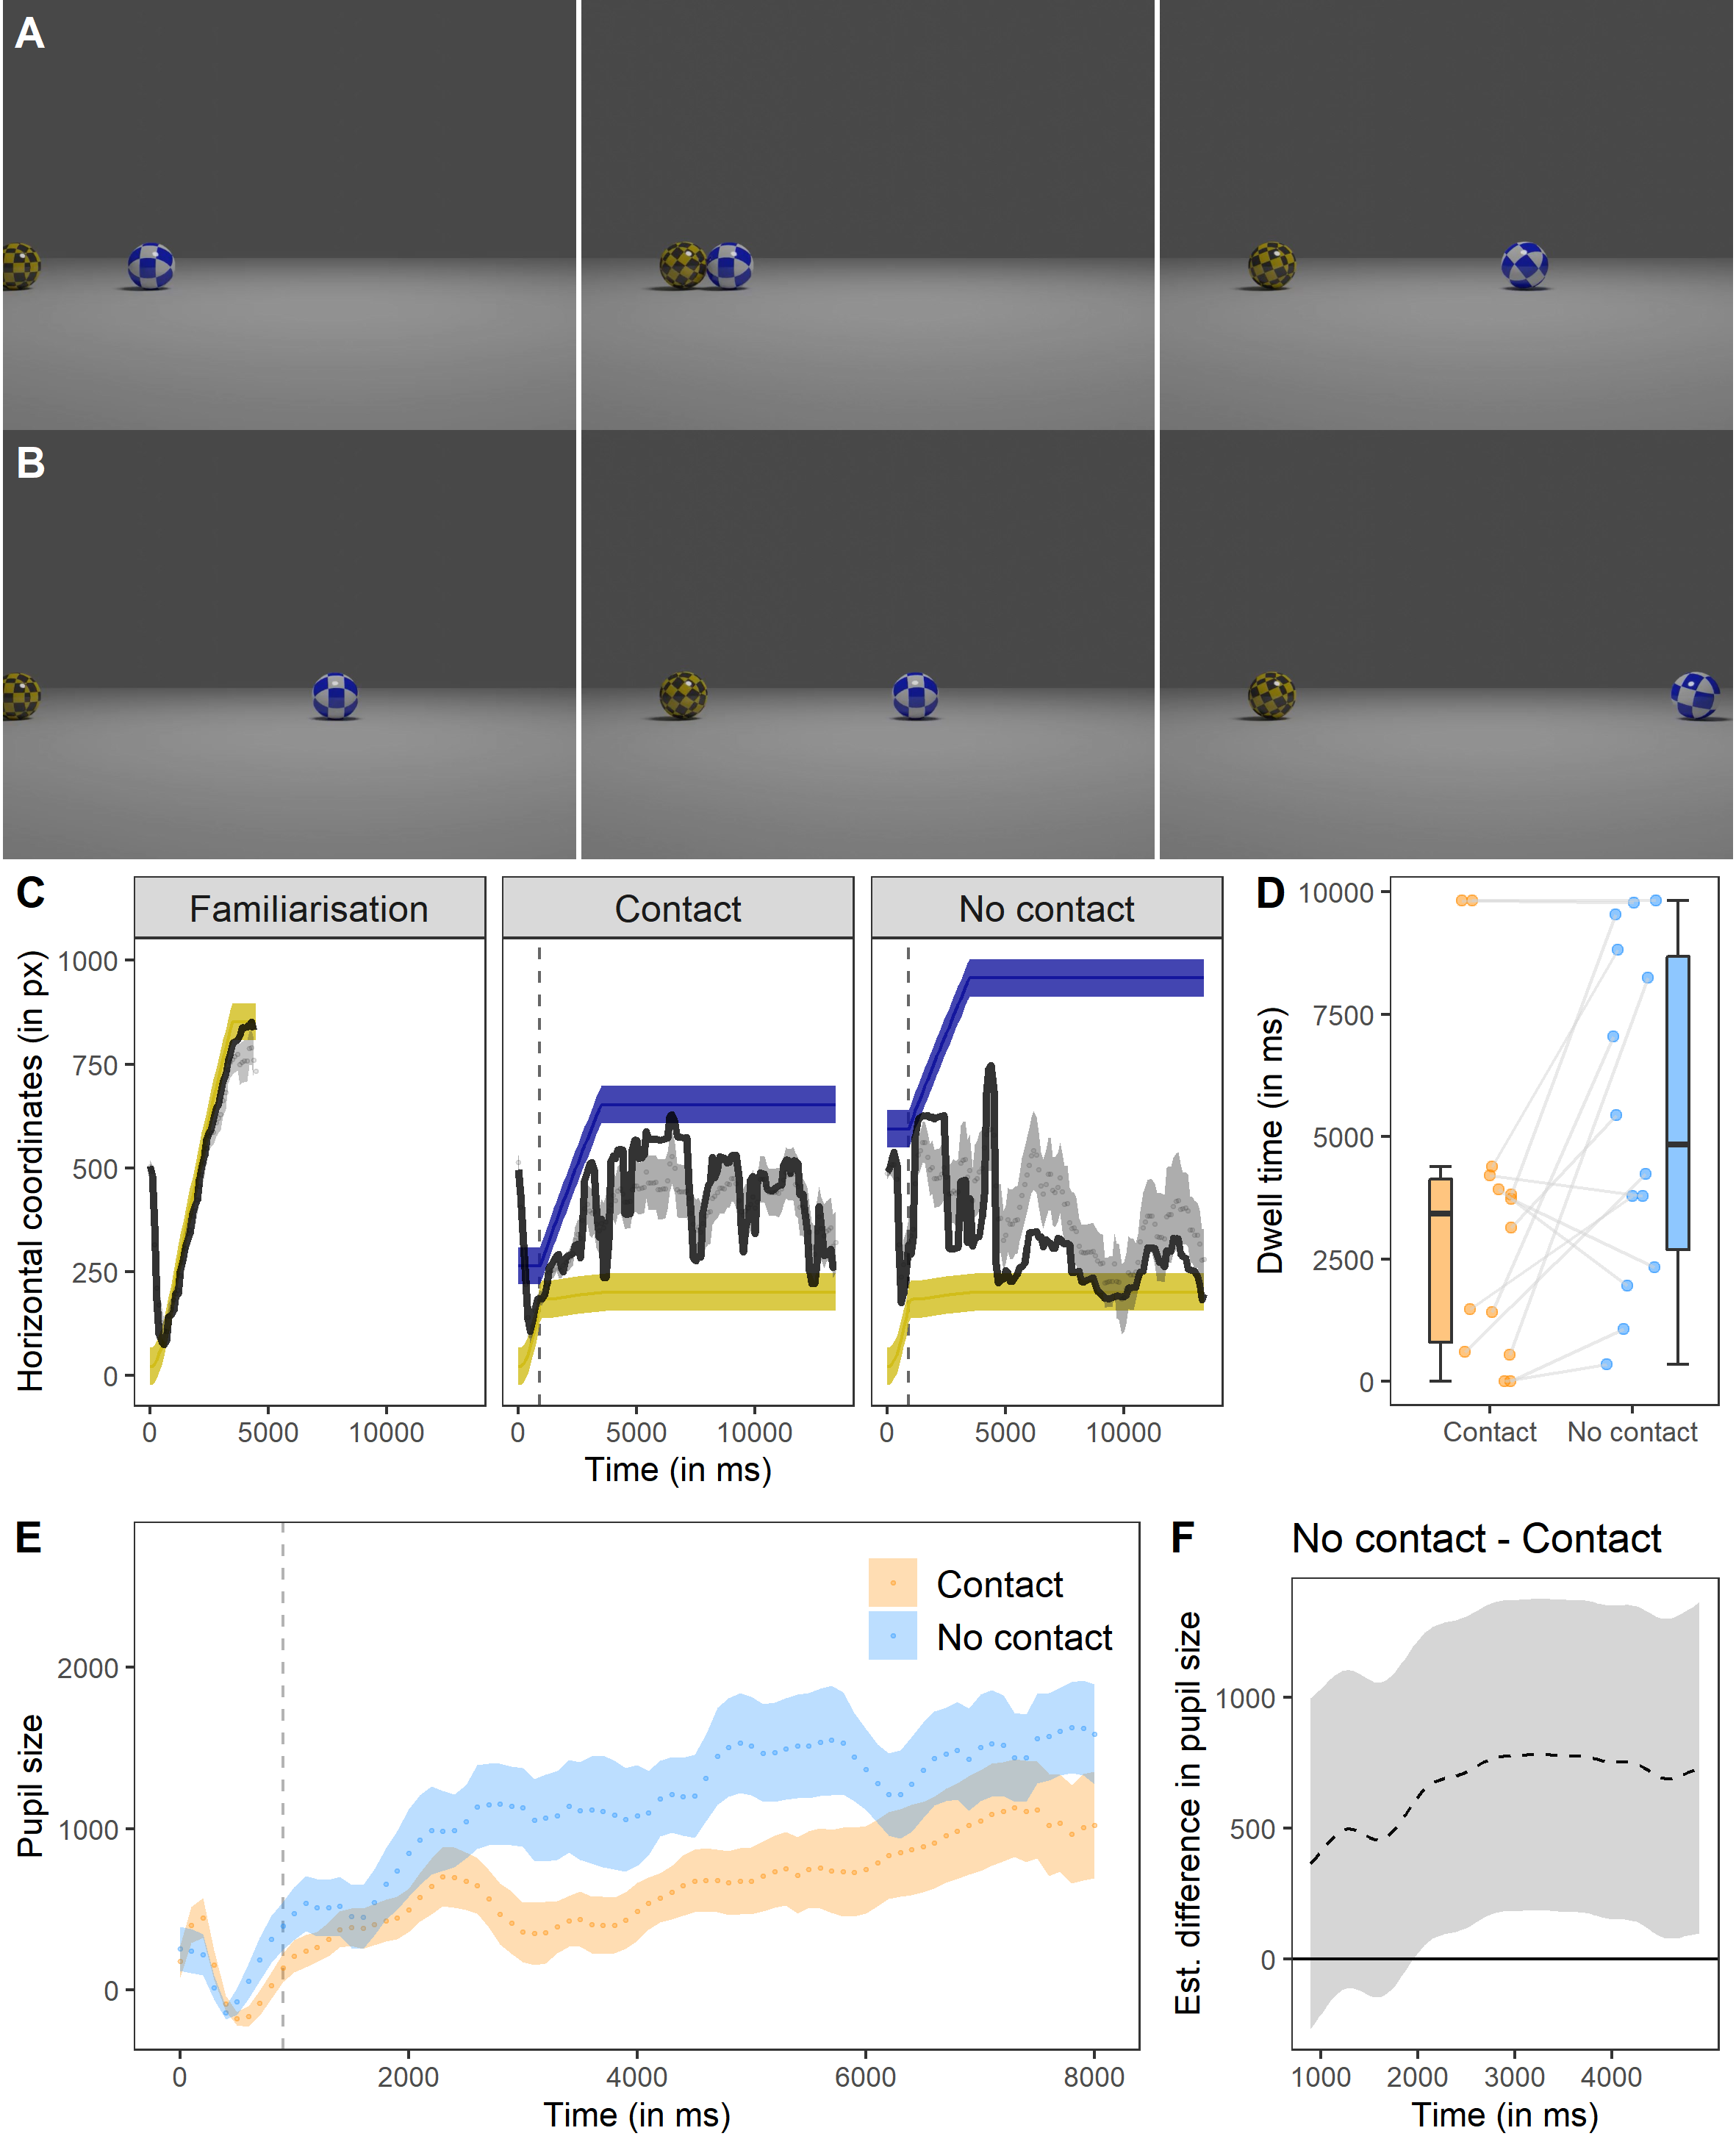 A
B
C
Familiarisation
Contact
No contact
Horizontal coordinates (in px)
1000
750
500
250
0
0
5000
10000
0
5000
10000
0
5000
10000
Time (in ms)
D
Dwell time (in ms)
10000
7500
5000
2500
0
Contact
No contact
E
Pupil size
2000
1000
0
Contact
No contact
0
2000
4000
6000
8000
Time (in ms)
F
No contact - Contact
Est. difference in pupil size
1000
500
0
1000
2000
3000
4000
Time (in ms)